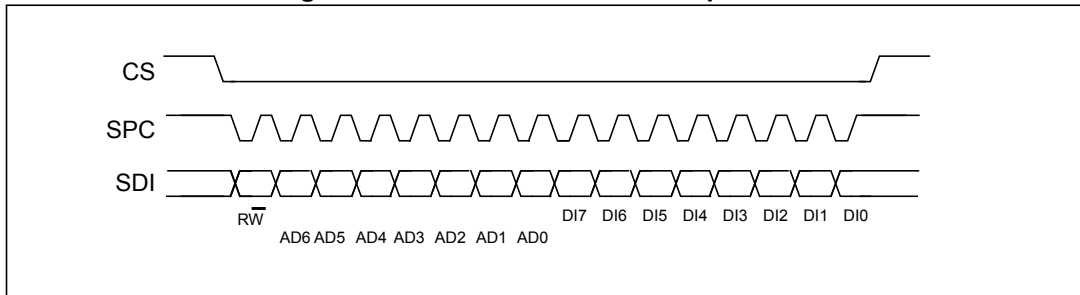 CS
SPC
SDI
RW DI7 DI6 DI5 DI4 DI3 DI2 DI1 DI0
AD6 AD5 AD4 AD3 AD2 AD1 AD0